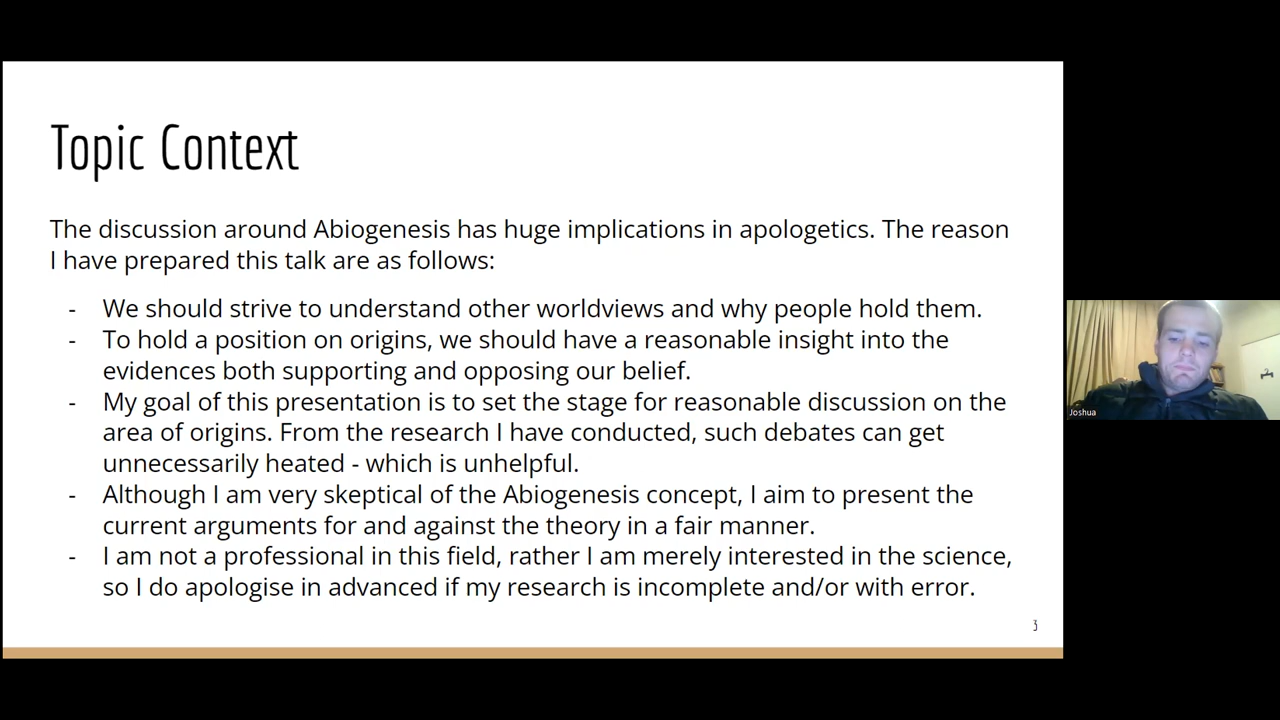 Topic Context
The discussion around Abiogenesis has huge implications in apologetics. The reason
I have prepared this talk are as follows:
- We should strive to understand other worldviews and why people hold them.
- To hold a position on origins, we should have a reasonable insight into the
evidences both supporting and opposing our belief.
- My goal of this presentation is to set the stage for reasonable discussion on the
area of origins. From the research I have conducted, such debates can get
unnecessarily heated - which is unhelpful.
- Although I am very skeptical of the Abiogenesis concept, I aim to present the
current arguments for and against the theory in a fair manner.
- I am not a professional in this field, rather I am merely interested in the science,
so I do apologise in advanced if my research is incomplete and/or with error.
3
Joshua